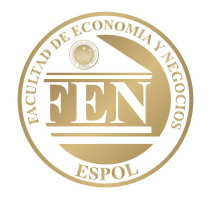 FACULTAD DE ECONOMIA Y NEGOCIOS
FEN
ESPOL